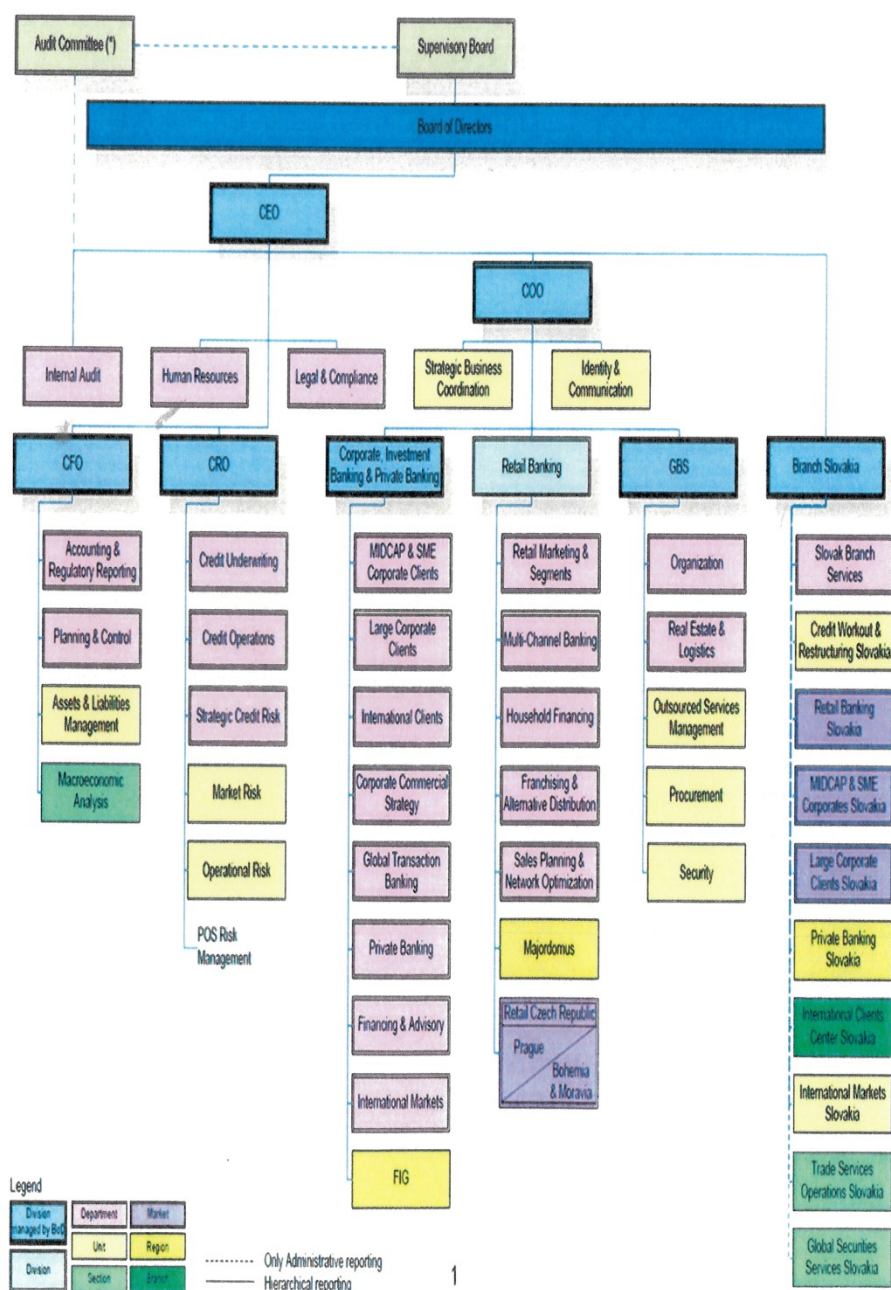 Audit Committee (*)
Supervisory Board
Board of Directors
CEO
COO
Internal Audit
Human Resources
Legal & Compliance
Strategic Business
Coordination
Identity &
Communication
CFO
CRO
Corporate, Investment
Banking & Private Banking
Retail Banking
GBS
Branch Slovakia
Accounting &
Regulatory Reporting
Planning & Control
Assets & Liabilities
Management
Macroeconomic
Analysis
Credit Underwriting
Credit Operations
Strategic Credit Risk
Market Risk
Operational Risk
POS Risk
Management
MIDCAP & SME
Corporate Clients
Large Corporate
Clients
International Clients
Corporate Commercial
Strategy
Global Transaction
Banking
Private Banking
Financing & Advisory
International Markets
FIG
Retail Marketing &
Segments
Multi-Channel Banking
Household Financing
Franchising &
Alternative Distribution
Sales Planning &
Network Optimization
Majordomus
Retail Czech Republic
Prague
Bohemia
& Moravia
Organization
Real Estate &
Logistics
Outsourced Services
Management
Procurement
Security
Slovak Branch
Services
Credit Workout &
Restructuring Slovakia
Retail Banking
Slovakia
MIDCAP & SME
Corporates Slovakia
Large Corporate
Clients Slovakia
Private Banking
Slovakia
International Clients
Center Slovakia
International Markets
Slovakia
Trade Services
Operations Slovakia
Global Securities
Services Slovakia
Legend
Division
managed by BoD
Division
Department
Unit
Section
Market
Region
Branch
Only Administrative reporting
Hierarchical reporting
1